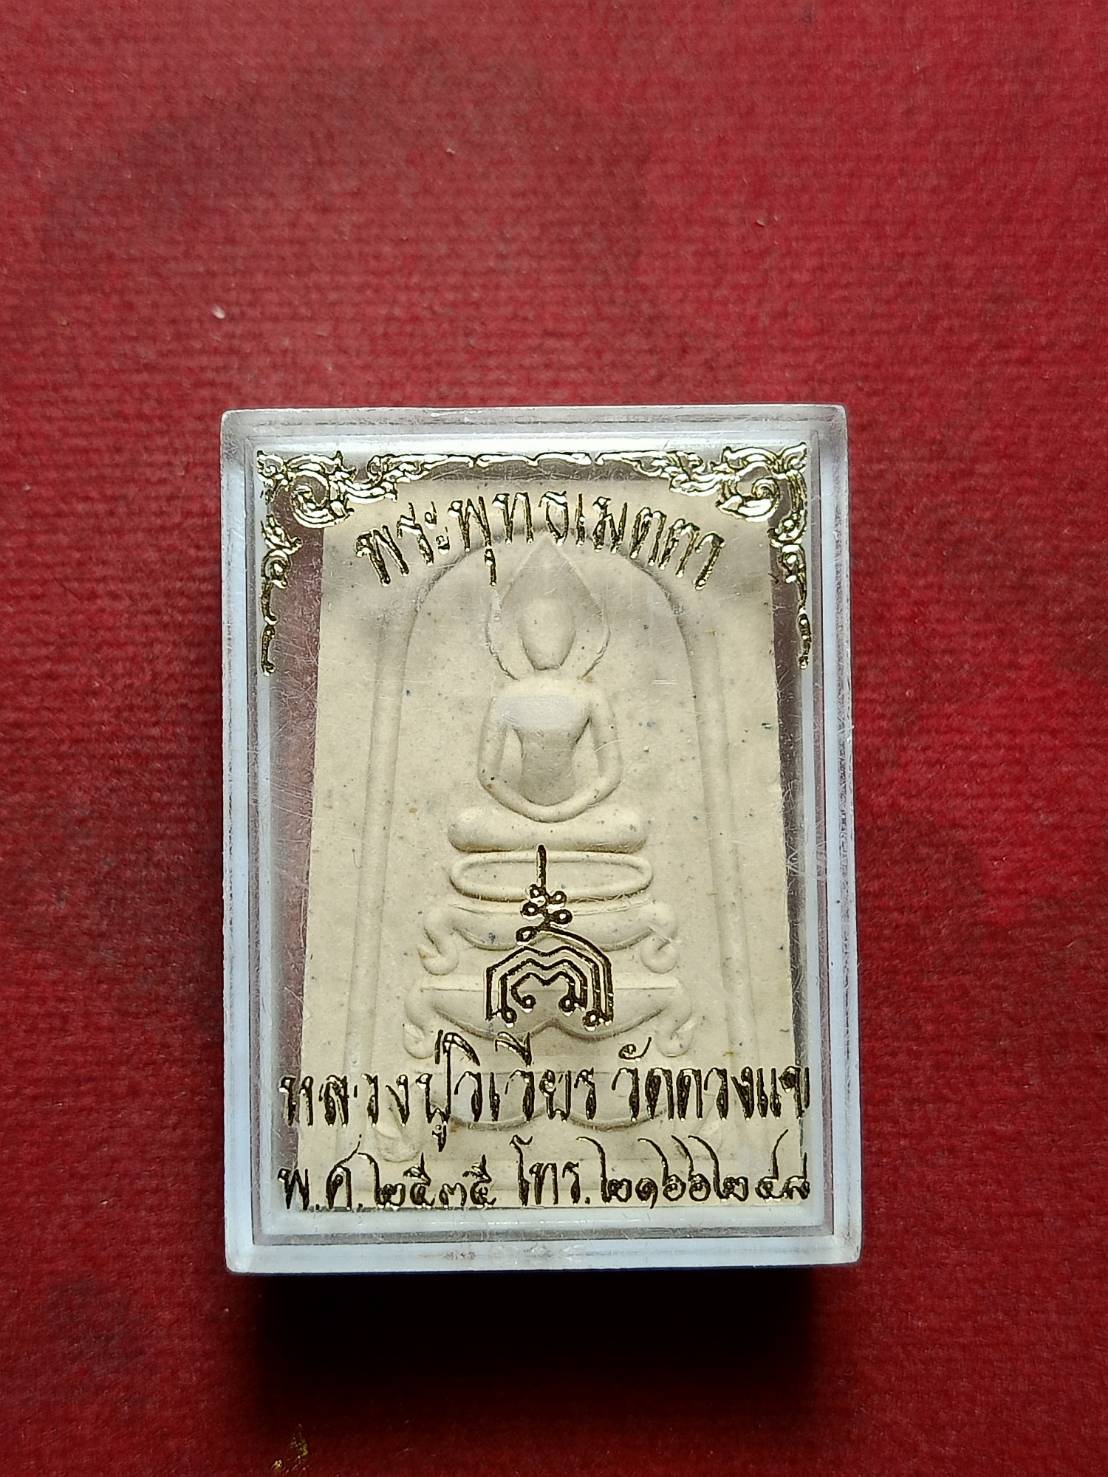 พระพุทธเมตตา
หลวงปู่วิเวียร วัดดวงแข
พ.ศ.๒๕๓๕ โทร.๒๑๖๖๒๔๘